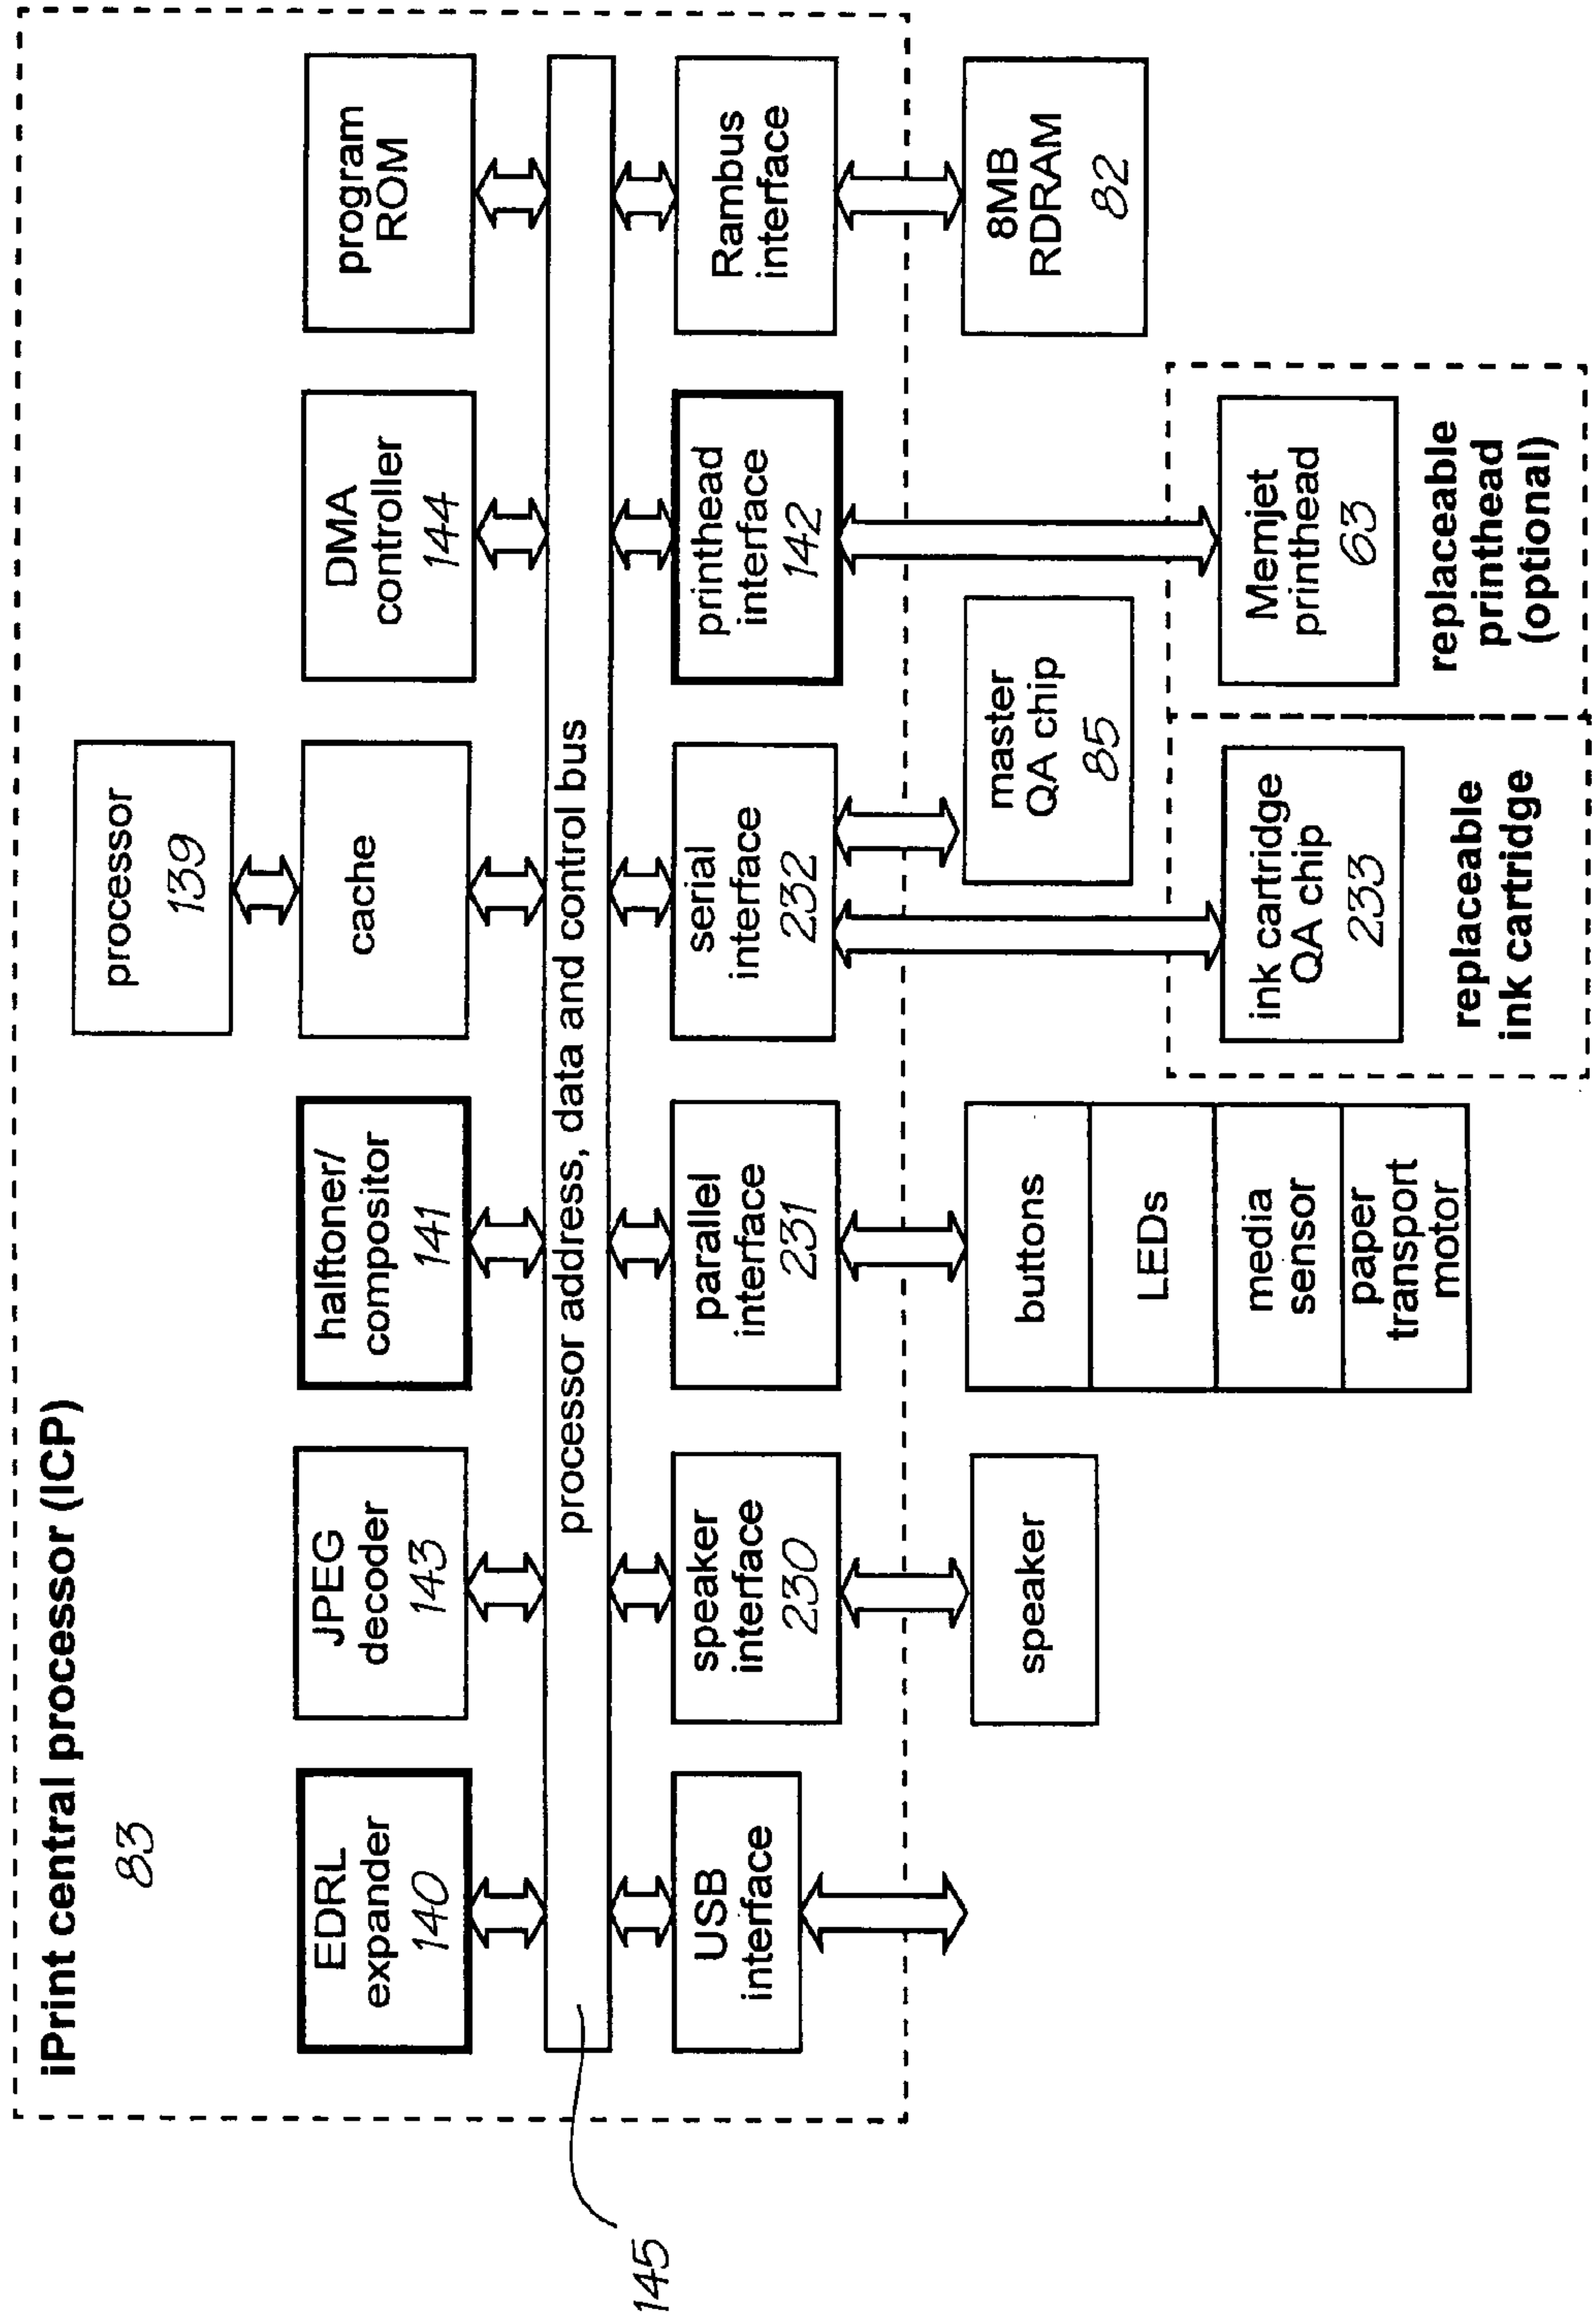 iPrint central processor (ICP)
83
processor
139
EDRL
expander
140
JPEG
decoder
143
halftoner/
compositor
141
cache
DMA
controller
144
program
ROM
processor address, data and control bus
145
USB
interface
speaker
interface
230
parallel
interface
231
serial
interface
232
printhead
interface
142
Rambus
interface
speaker
buttons
LEDs
media
sensor
paper
transport
motor
master
QA chip
85
8MB
RDRAM
82
ink cartridge
QA chip
233
replaceable
ink cartridge
Memjet
printhead
63
replaceable
printhead
(optional)